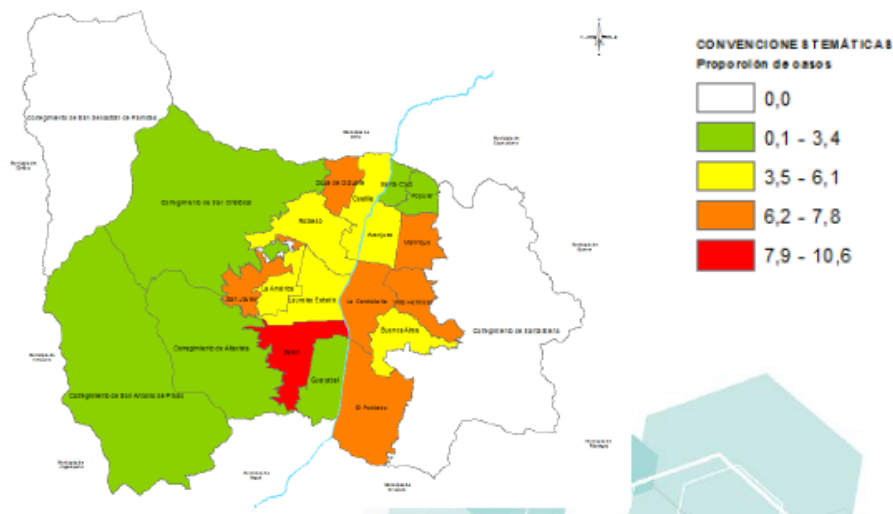 CONVENCIONES TEMÁTICAS
Proporción de casos
0,0
0,1 - 3,4
3,5 - 6,1
6,2 - 7,8
7,9 - 10,6
Corregimiento de San Sebastián de Palmitas
Corregimiento de San Cristóbal
Doce de Octubre
Castilla
Santa Cruz
Popular
Robledo
Aranjuez
Manrique
San Javier
La América
Laureles Estadio
La Candelaria
Villa Hermosa
Buenos Aires
Corregimiento de Santa Elena
Corregimiento de Altavista
Belén
Guayabal
El Poblado
Corregimiento de San Antonio de Prado